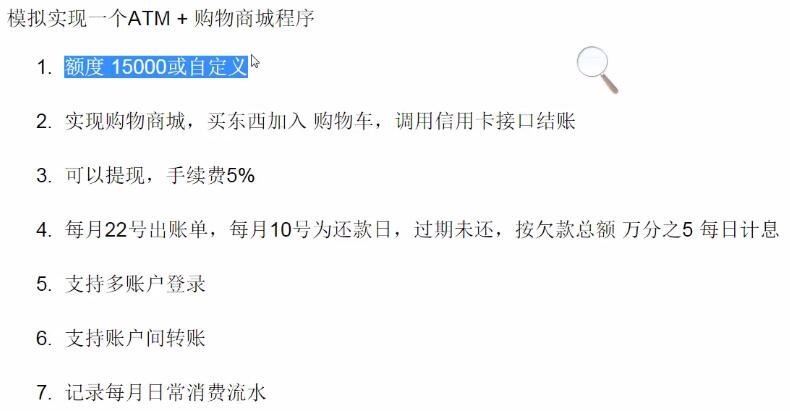 模拟实现一个ATM + 购物商城程序
1. 额度 15000或自定义
2. 实现购物商城，买东西加入 购物车，调用信用卡接口结账
3. 可以提现，手续费5%
4. 每月22号出账单，每月10号为还款日，过期未还，按欠款总额 万分之5 每日计息
5. 支持多账户登录
6. 支持账户间转账
7. 记录每月日常消费流水